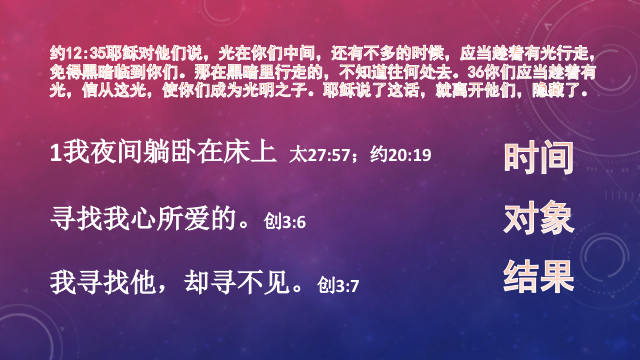 约12:35耶稣对他们说，光在你们中间，还有不多的时候，应当趁着有光行走，
免得黑暗临到你们。那在黑暗里行走的，不知道往何处去。36你们应当趁着有
光，信从这光，使你们成为光明之子。耶稣说了这话，就离开他们，隐藏了。
1我夜间躺卧在床上 太27:57；约20:19
时间
寻找我心所爱的。创3:6
对象
我寻找他，却寻不见。创3:7
结果